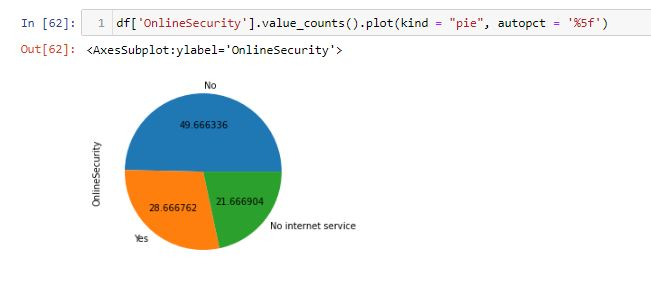 In [62]: 1 df['OnlineSecurity'].value_counts().plot(kind = "pie", autopct = '%5f')
Out[62]: <AxesSubplot:ylabel='OnlineSecurity'>
No
49.666336
OnlineSecurity
28.666762
21.666904
No internet service
Yes